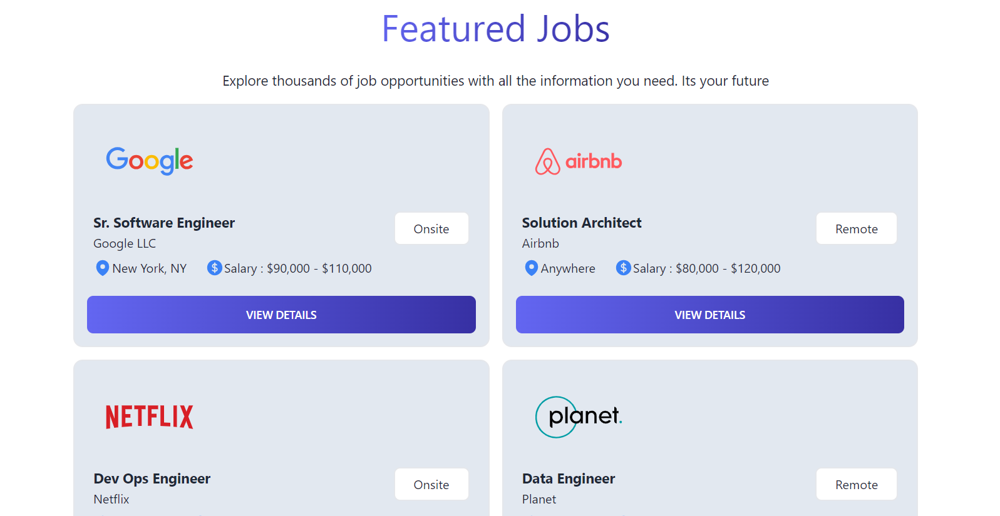 Featured Jobs
Explore thousands of job opportunities with all the information you need. Its your future
Google
Sr. Software Engineer
Google LLC
Onsite
New York, NY
Salary : $90,000 - $110,000
VIEW DETAILS
airbnb
Solution Architect
Airbnb
Remote
Anywhere
Salary : $80,000 - $120,000
VIEW DETAILS
NETFLIX
Dev Ops Engineer
Netflix
Onsite
planet.
Data Engineer
Planet
Remote